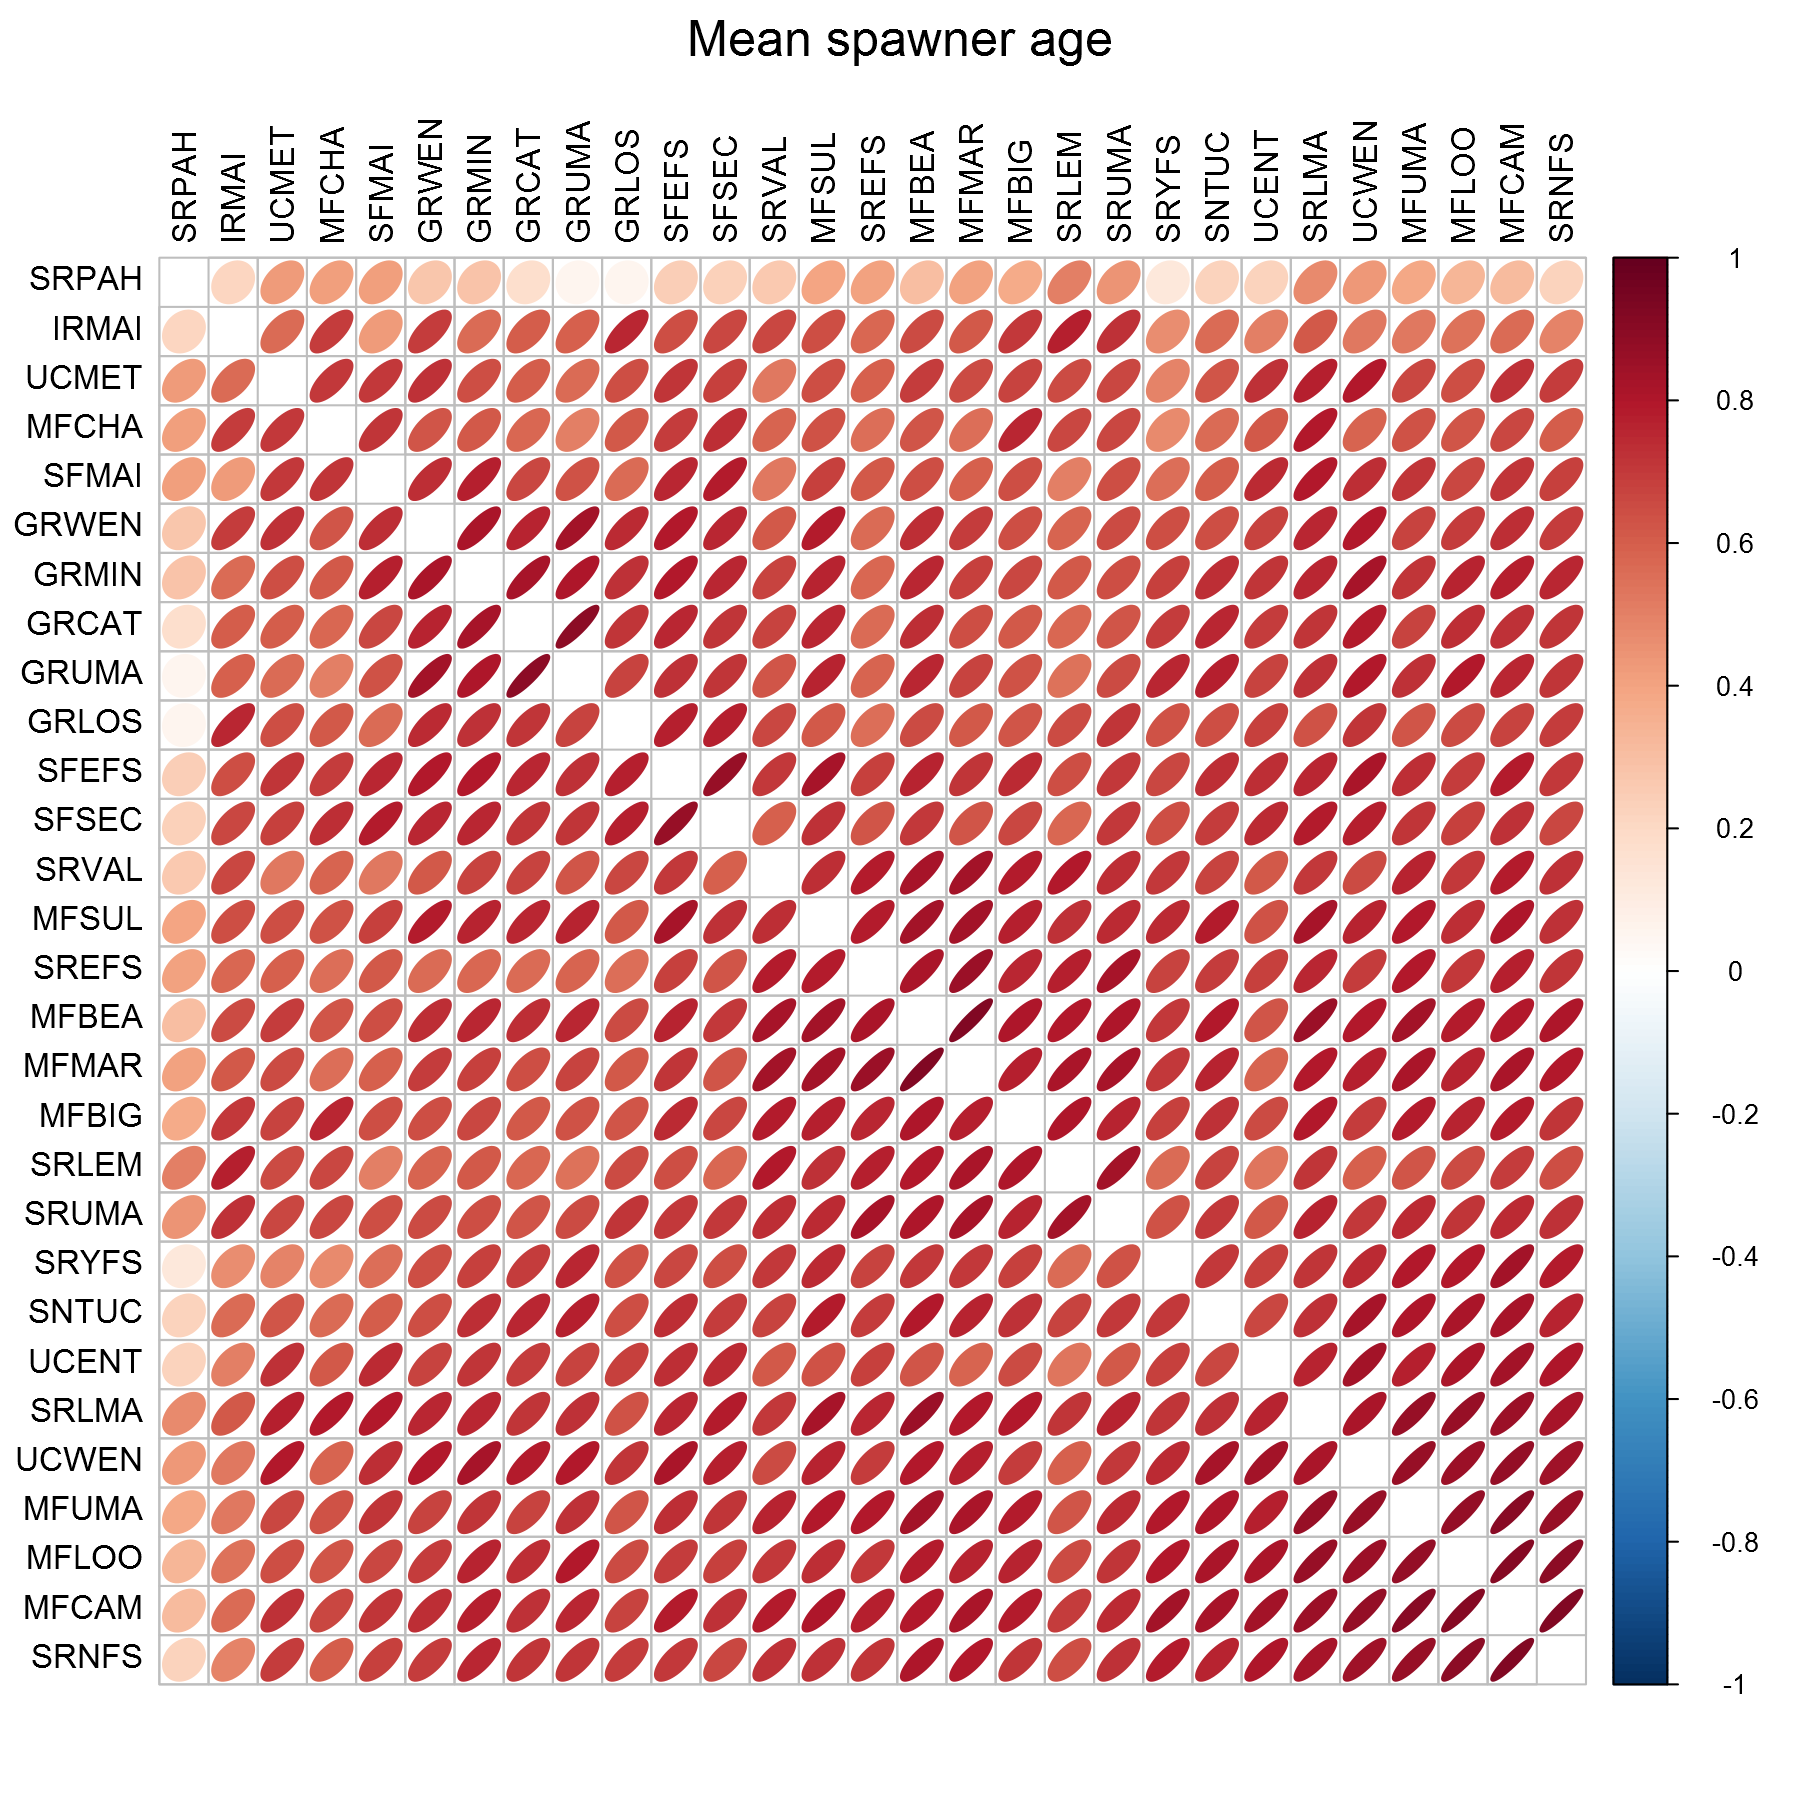 Mean spawner age
SRPAH IRMAI UCMET MFCHA SFMAI GRWEN GRMIN GRCAT GRUMA GRLOS SFEFS SFSEC SRVAL MFSUL SREFS MFBEA MFMAR MFBIG SRLEM SRUMA SRYFS SNTUC UCENT SRLMA UCWEN MFUMA MFLOO MFCAM SRNFS
SRPAH
IRMAI
UCMET
MFCHA
SFMAI
GRWEN
GRMIN
GRCAT
GRUMA
GRLOS
SFEFS
SFSEC
SRVAL
MFSUL
SREFS
MFBEA
MFMAR
MFBIG
SRLEM
SRUMA
SRYFS
SNTUC
UCENT
SRLMA
UCWEN
MFUMA
MFLOO
MFCAM
SRNFS
1
0.8
0.6
0.4
0.2
0
-0.2
-0.4
-0.6
-0.8
-1